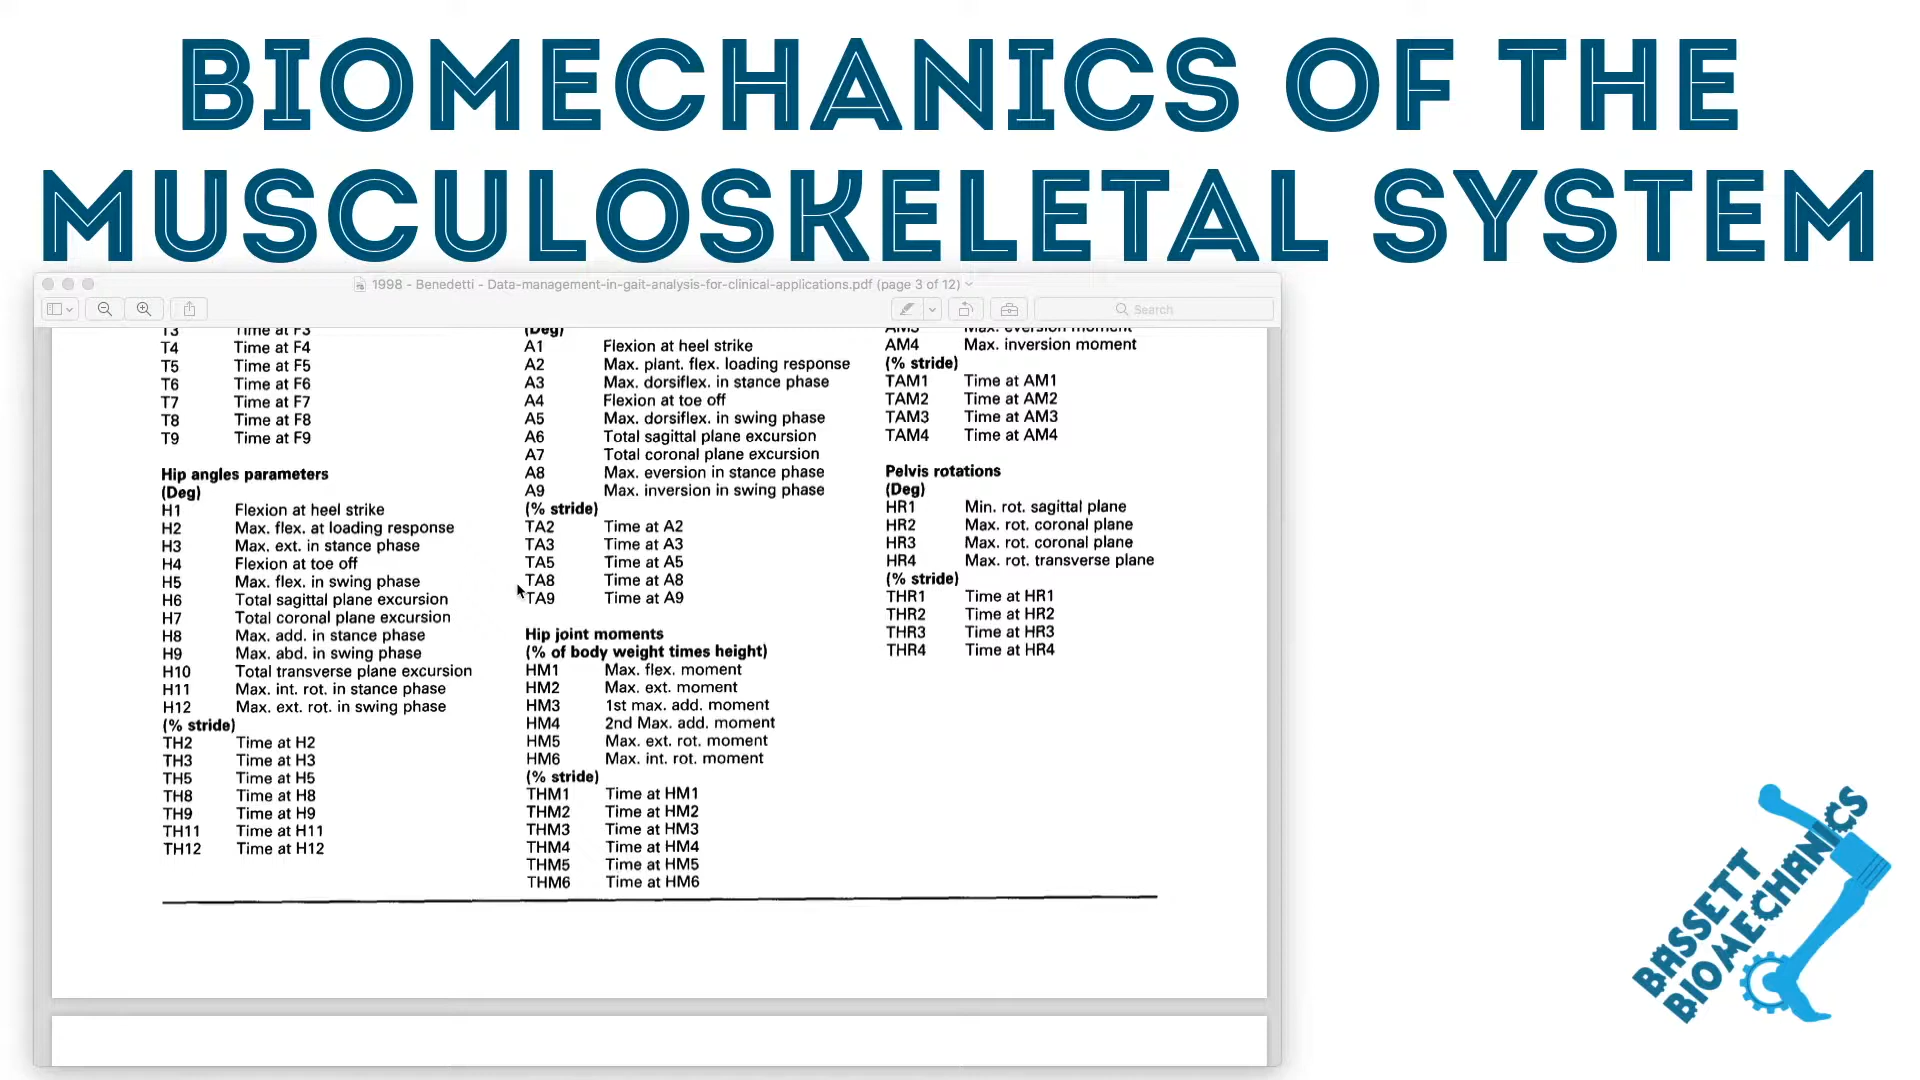 BIOMECHANICS OF THE
MUSCULOSKELETAL SYSTEM
1998 - Benedetti - Data-management-in-gait-analysis-for-clinical-applications.pdf (page 3 of 12)
Search
T3 Time at F3
T4 Time at F4
T5 Time at F5
T6 Time at F6
T7 Time at F7
T8 Time at F8
T9 Time at F9
Hip angles parameters
(Deg)
H1 Flexion at heel strike
H2 Max. flex. at loading response
H3 Max. ext. in stance phase
H4 Flexion at toe off
H5 Max. flex. in swing phase
H6 Total sagittal plane excursion
H7 Total coronal plane excursion
H8 Max. add. in stance phase
H9 Max. abd. in swing phase
H10 Total transverse plane excursion
H11 Max. int. rot. in stance phase
H12 Max. ext. rot. in swing phase
(% stride)
TH2 Time at H2
TH3 Time at H3
TH5 Time at H5
TH8 Time at H8
TH9 Time at H9
TH11 Time at H11
TH12 Time at H12
(Deg)
A1 Flexion at heel strike
A2 Max. plant. flex. loading response
A3 Max. dorsiflex. in stance phase
A4 Flexion at toe off
A5 Max. dorsiflex. in swing phase
A6 Total sagittal plane excursion
A7 Total coronal plane excursion
A8 Max. eversion in stance phase
A9 Max. inversion in swing phase
(% stride)
TA2 Time at A2
TA3 Time at A3
TA5 Time at A5
TA8 Time at A8
TA9 Time at A9
Hip joint moments
(% of body weight times height)
HM1 Max. flex. moment
HM2 Max. ext. moment
HM3 1st max. add. moment
HM4 2nd Max. add. moment
HM5 Max. ext. rot. moment
HM6 Max. int. rot. moment
(% stride)
THM1 Time at HM1
THM2 Time at HM2
THM3 Time at HM3
THM4 Time at HM4
THM5 Time at HM5
THM6 Time at HM6
AM3 Max. eversion moment
AM4 Max. inversion moment
(% stride)
TAM1 Time at AM1
TAM2 Time at AM2
TAM3 Time at AM3
TAM4 Time at AM4
Pelvis rotations
(Deg)
HR1 Min. rot. sagittal plane
HR2 Max. rot. coronal plane
HR3 Max. rot. coronal plane
HR4 Max. rot. transverse plane
(% stride)
THR1 Time at HR1
THR2 Time at HR2
THR3 Time at HR3
THR4 Time at HR4
BASSETT
BIOMECHANICS